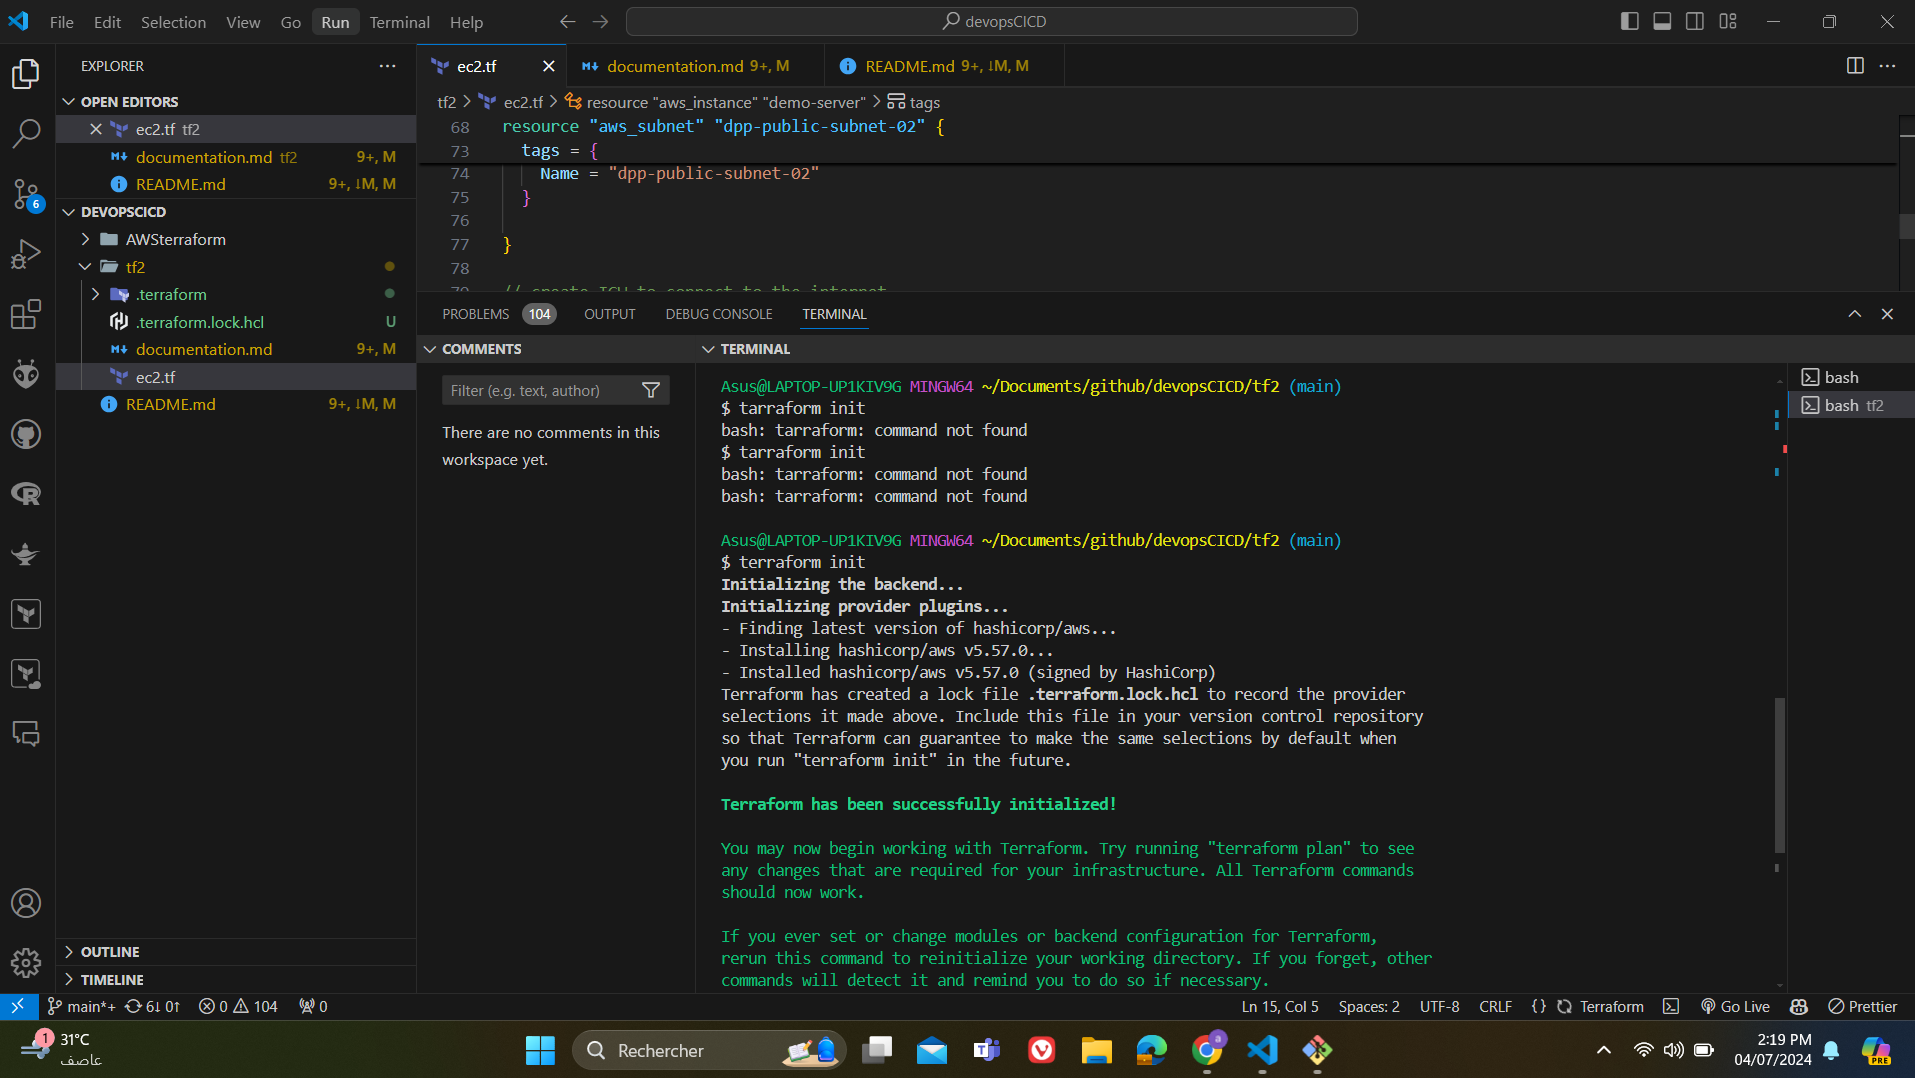 File Edit Selection View Go Run Terminal Help
devopsCICD
EXPLORER
OPEN EDITORS
ec2.tf tf2
documentation.md tf2 9+, M
README.md 9+, ↓M, M
DEVOPSCICD
AWSterraform
tf2
.terraform
.terraform.lock.hcl U
documentation.md 9+, M
ec2.tf
README.md 9+, ↓M, M
OUTLINE
TIMELINE
6
ec2.tf
documentation.md 9+, M
README.md 9+, ↓M, M
tf2 > ec2.tf > resource "aws_instance" "demo-server" > tags
68 resource "aws_subnet" "dpp-public-subnet-02" {
73 tags = {
74 Name = "dpp-public-subnet-02"
75 }
76
77 }
78
79 // create IGW to connect to the internet
PROBLEMS 104 OUTPUT DEBUG CONSOLE TERMINAL
COMMENTS
Filter (e.g. text, author)
There are no comments in this
workspace yet.
TERMINAL
Asus@LAPTOP-UP1KIV9G MINGW64 ~/Documents/github/devopsCICD/tf2 (main)
$ tarraform init
bash: tarraform: command not found
$ tarraform init
bash: tarraform: command not found
bash: tarraform: command not found
Asus@LAPTOP-UP1KIV9G MINGW64 ~/Documents/github/devopsCICD/tf2 (main)
$ terraform init
Initializing the backend...
Initializing provider plugins...
- Finding latest version of hashicorp/aws...
- Installing hashicorp/aws v5.57.0...
- Installed hashicorp/aws v5.57.0 (signed by HashiCorp)
Terraform has created a lock file .terraform.lock.hcl to record the provider
selections it made above. Include this file in your version control repository
so that Terraform can guarantee to make the same selections by default when
you run "terraform init" in the future.
Terraform has been successfully initialized!
You may now begin working with Terraform. Try running "terraform plan" to see
any changes that are required for your infrastructure. All Terraform commands
should now work.
If you ever set or change modules or backend configuration for Terraform,
rerun this command to reinitialize your working directory. If you forget, other
commands will detect it and remind you to do so if necessary.
bash
bash tf2
main*+ 6↓ 0↑ 0 104 0
Ln 15, Col 5 Spaces: 2 UTF-8 CRLF {} Terraform Go Live Prettier
1
31°C
عاصف
Rechercher
a
2:19 PM
04/07/2024
PRE